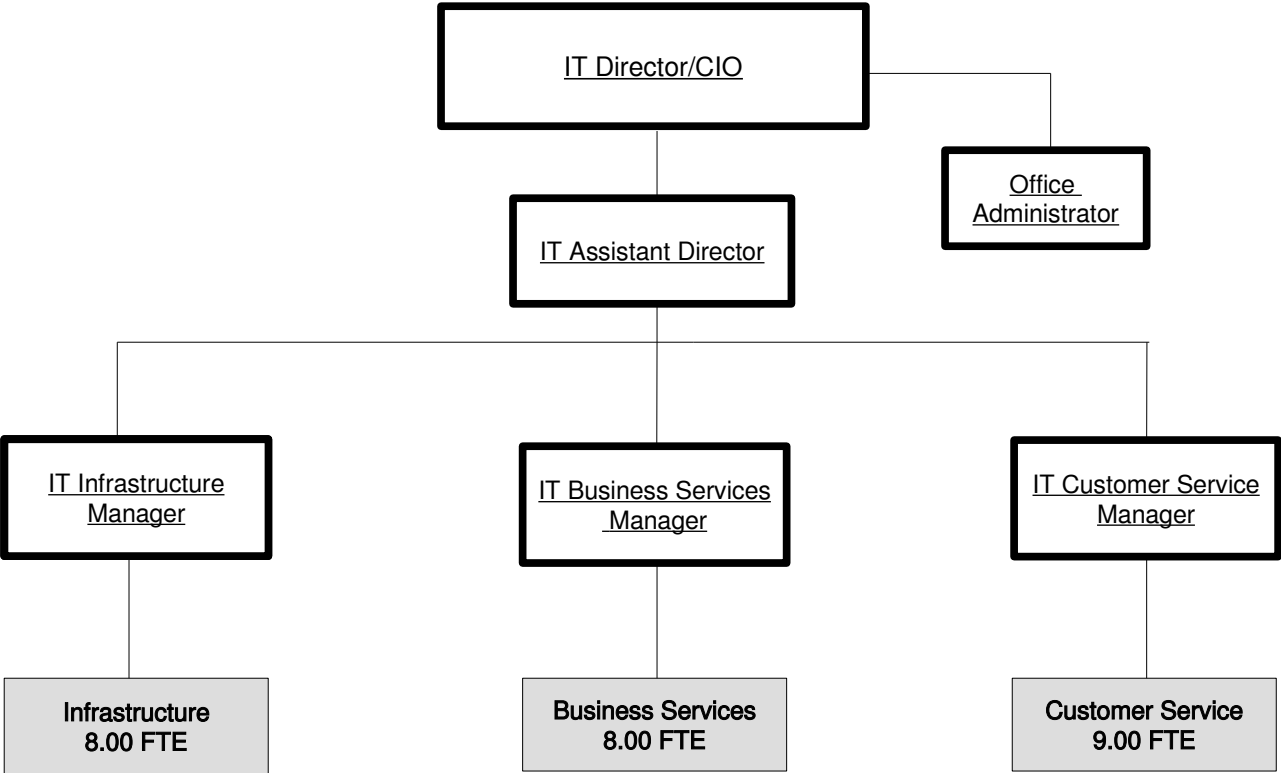 IT Director/CIO
Office
Administrator
IT Assistant Director
IT Infrastructure
Manager
IT Business Services
Manager
IT Customer Service
Manager
Infrastructure
8.00 FTE
Business Services
8.00 FTE
Customer Service
9.00 FTE